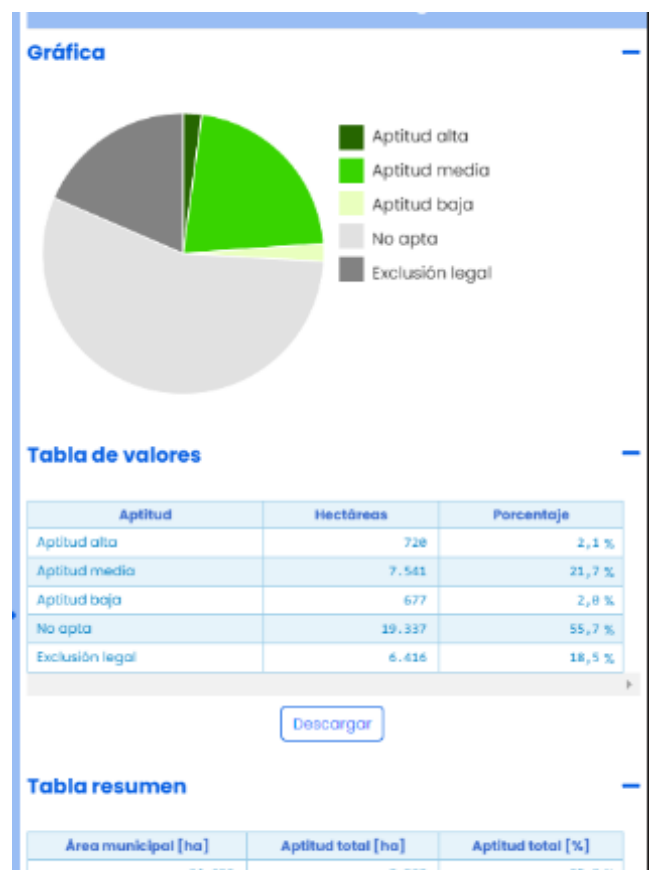 Gráfica
Aptitud alta
Aptitud media
Aptitud baja
No apta
Exclusión legal
Tabla de valores
Aptitud Hectáreas Porcentaje
Aptitud alta 720 2,1 %
Aptitud media 7.541 21,7 %
Aptitud baja 677 2,0 %
No apta 19.337 55,7 %
Exclusión legal 6.416 18,5 %
Descargar
Tabla resumen
Área municipal [ha] Aptitud total [ha] Aptitud total [%]